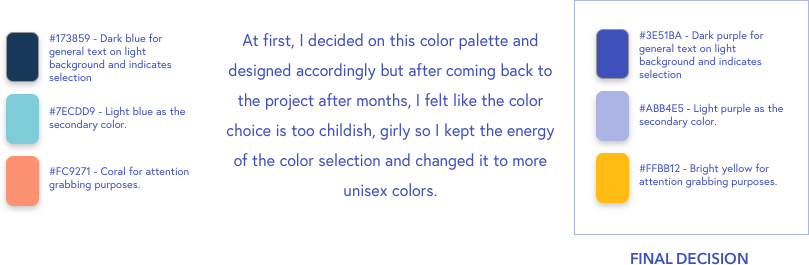 #173859 - Dark blue for
general text on light
background and indicates
selection
#7ECDD9 - Light blue as the
secondary color.
#FC9271 - Coral for attention
grabbing purposes.
At first, I decided on this color palette and
designed accordingly but after coming back to
the project after months, I felt like the color
choice is too childish, girly so I kept the energy
of the color selection and changed it to more
unisex colors.
#3E51BA - Dark purple for
general text on light
background and indicates
selection
#ABB4E5 - Light purple as the
secondary color.
#FFBB12 - Bright yellow for
attention grabbing purposes.
FINAL DECISION